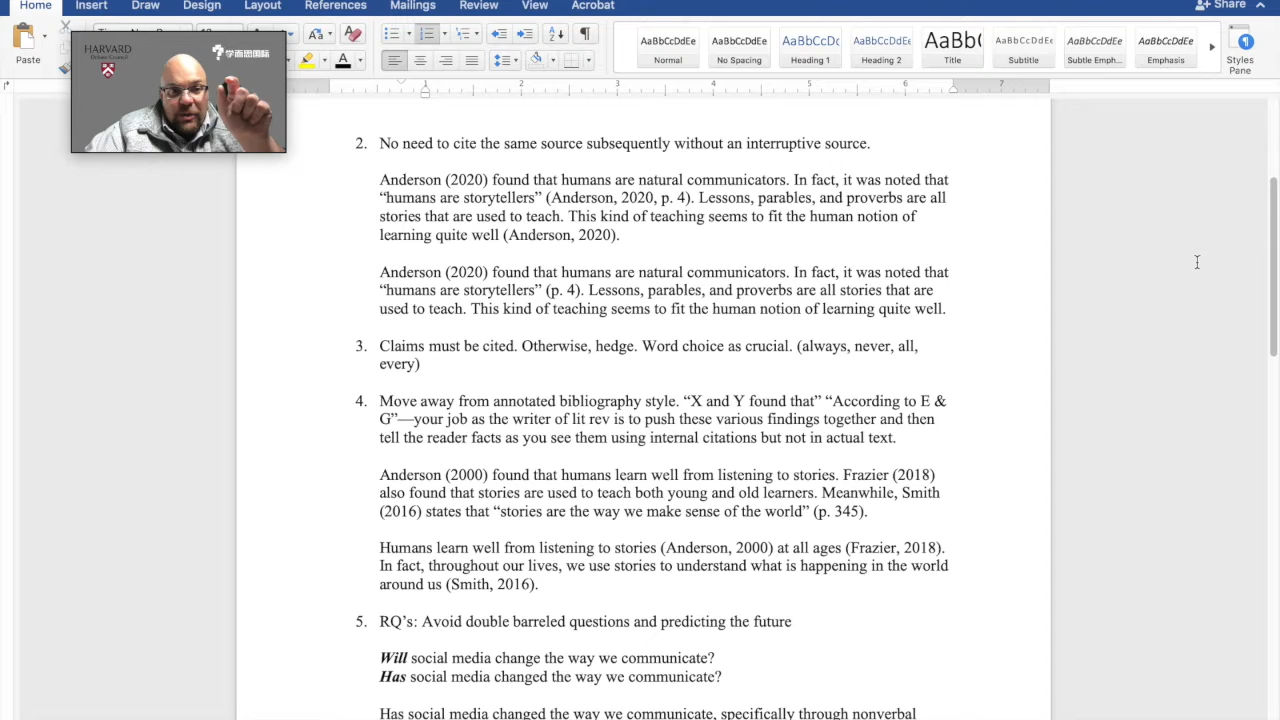 Home Insert Draw Design Layout References Mailings Review View Acrobat Share
Paste
AaBbCcDdEe AaBbCcDdEe AaBbCcDc AaBbCcDdEe AaBb( AaBbCcDdEe AaBbCcDdEe AaBbCcDdEe
Normal No Spacing Heading 1 Heading 2 Title Subtitle Subtle Emph... Emphasis
Styles
Pane
HARVARD
学而思国际
1 2 3 4 5 6 7
2. No need to cite the same source subsequently without an interruptive source.
Anderson (2020) found that humans are natural communicators. In fact, it was noted that
“humans are storytellers” (Anderson, 2020, p. 4). Lessons, parables, and proverbs are all
stories that are used to teach. This kind of teaching seems to fit the human notion of
learning quite well (Anderson, 2020).
Anderson (2020) found that humans are natural communicators. In fact, it was noted that
“humans are storytellers” (p. 4). Lessons, parables, and proverbs are all stories that are
used to teach. This kind of teaching seems to fit the human notion of learning quite well.
3. Claims must be cited. Otherwise, hedge. Word choice as crucial. (always, never, all,
every)
4. Move away from annotated bibliography style. “X and Y found that” “According to E &
G”—your job as the writer of lit rev is to push these various findings together and then
tell the reader facts as you see them using internal citations but not in actual text.
Anderson (2000) found that humans learn well from listening to stories. Frazier (2018)
also found that stories are used to teach both young and old learners. Meanwhile, Smith
(2016) states that “stories are the way we make sense of the world” (p. 345).
Humans learn well from listening to stories (Anderson, 2000) at all ages (Frazier, 2018).
In fact, throughout our lives, we use stories to understand what is happening in the world
around us (Smith, 2016).
5. RQ’s: Avoid double barreled questions and predicting the future
Will social media change the way we communicate?
Has social media changed the way we communicate?
Has social media changed the way we communicate, specifically through nonverbal